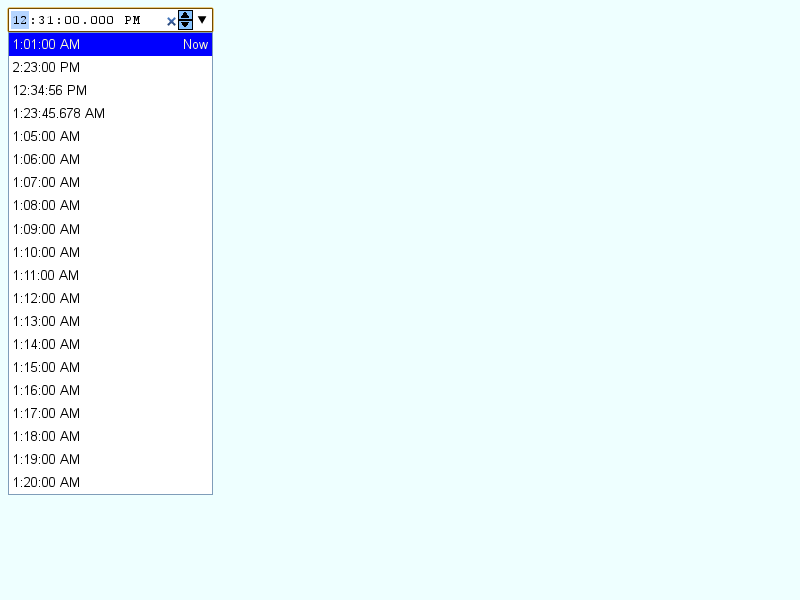 12:31:00.000 PM
1:01:00 AM Now
2:23:00 PM
12:34:56 PM
1:23:45.678 AM
1:05:00 AM
1:06:00 AM
1:07:00 AM
1:08:00 AM
1:09:00 AM
1:10:00 AM
1:11:00 AM
1:12:00 AM
1:13:00 AM
1:14:00 AM
1:15:00 AM
1:16:00 AM
1:17:00 AM
1:18:00 AM
1:19:00 AM
1:20:00 AM